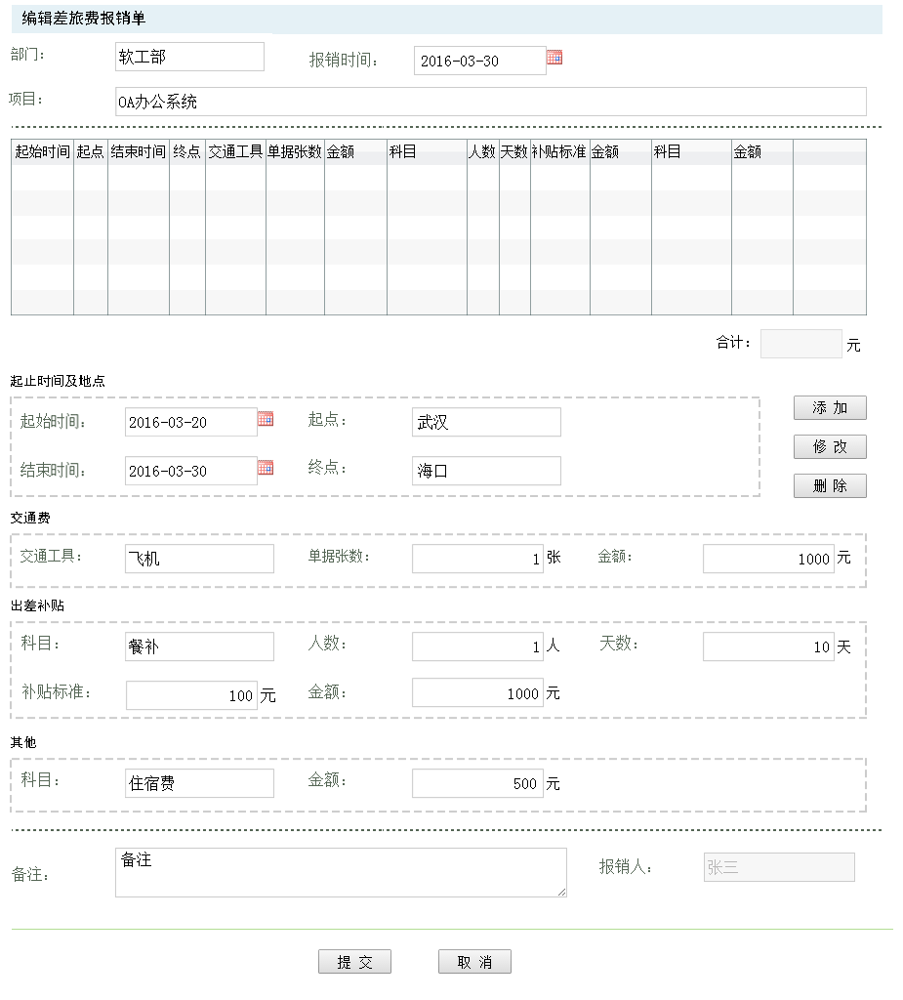 编辑差旅费报销单
部门： 软工部 报销时间： 2016-03-30
项目： OA办公系统
起始时间 起点 结束时间 终点 交通工具 单据张数 金额 科目 人数 天数 补贴标准 金额 科目 金额
合计： 元
起止时间及地点
起始时间： 2016-03-20 起点： 武汉 添 加
修 改
结束时间： 2016-03-30 终点： 海口
删 除
交通费
交通工具： 飞机 单据张数： 1 张 金额： 1000 元
出差补贴
科目： 餐补 人数： 1 人 天数： 10 天
补贴标准： 100 元 金额： 1000 元
其他
科目： 住宿费 金额： 500 元
备注： 备注 报销人： 张三
提 交 取 消